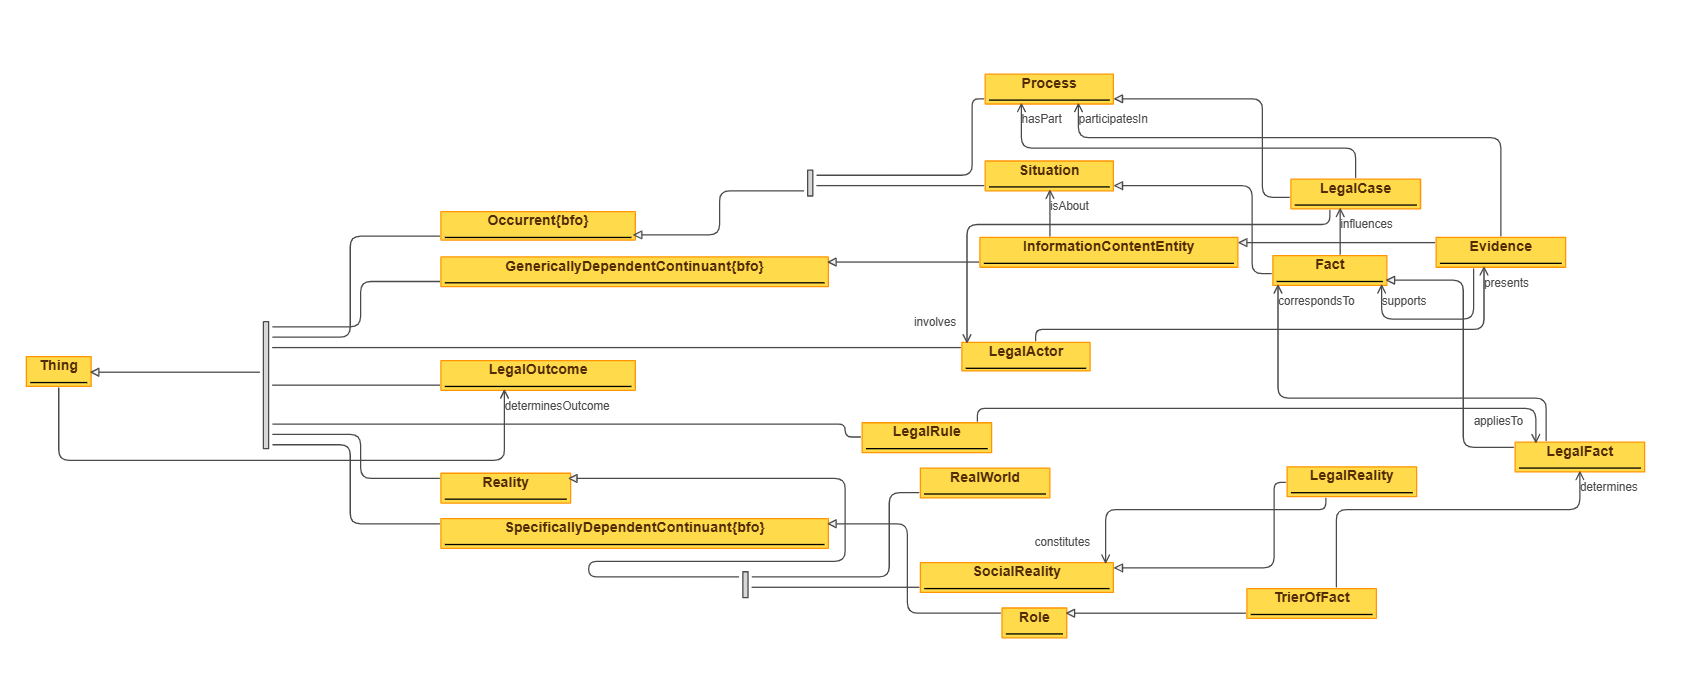 Process
hasPart
participatesIn
Situation
LegalCase
isAbout
influences
Occurrent{bfo}
InformationContentEntity
Evidence
GenericallyDependentContinuant{bfo}
Fact
presents
correspondsTo
supports
involves
LegalActor
Thing
LegalOutcome
determinesOutcome
appliesTo
LegalRule
LegalFact
RealWorld
LegalReality
Reality
determines
SpecificallyDependentContinuant{bfo}
constitutes
SocialReality
TrierOfFact
Role